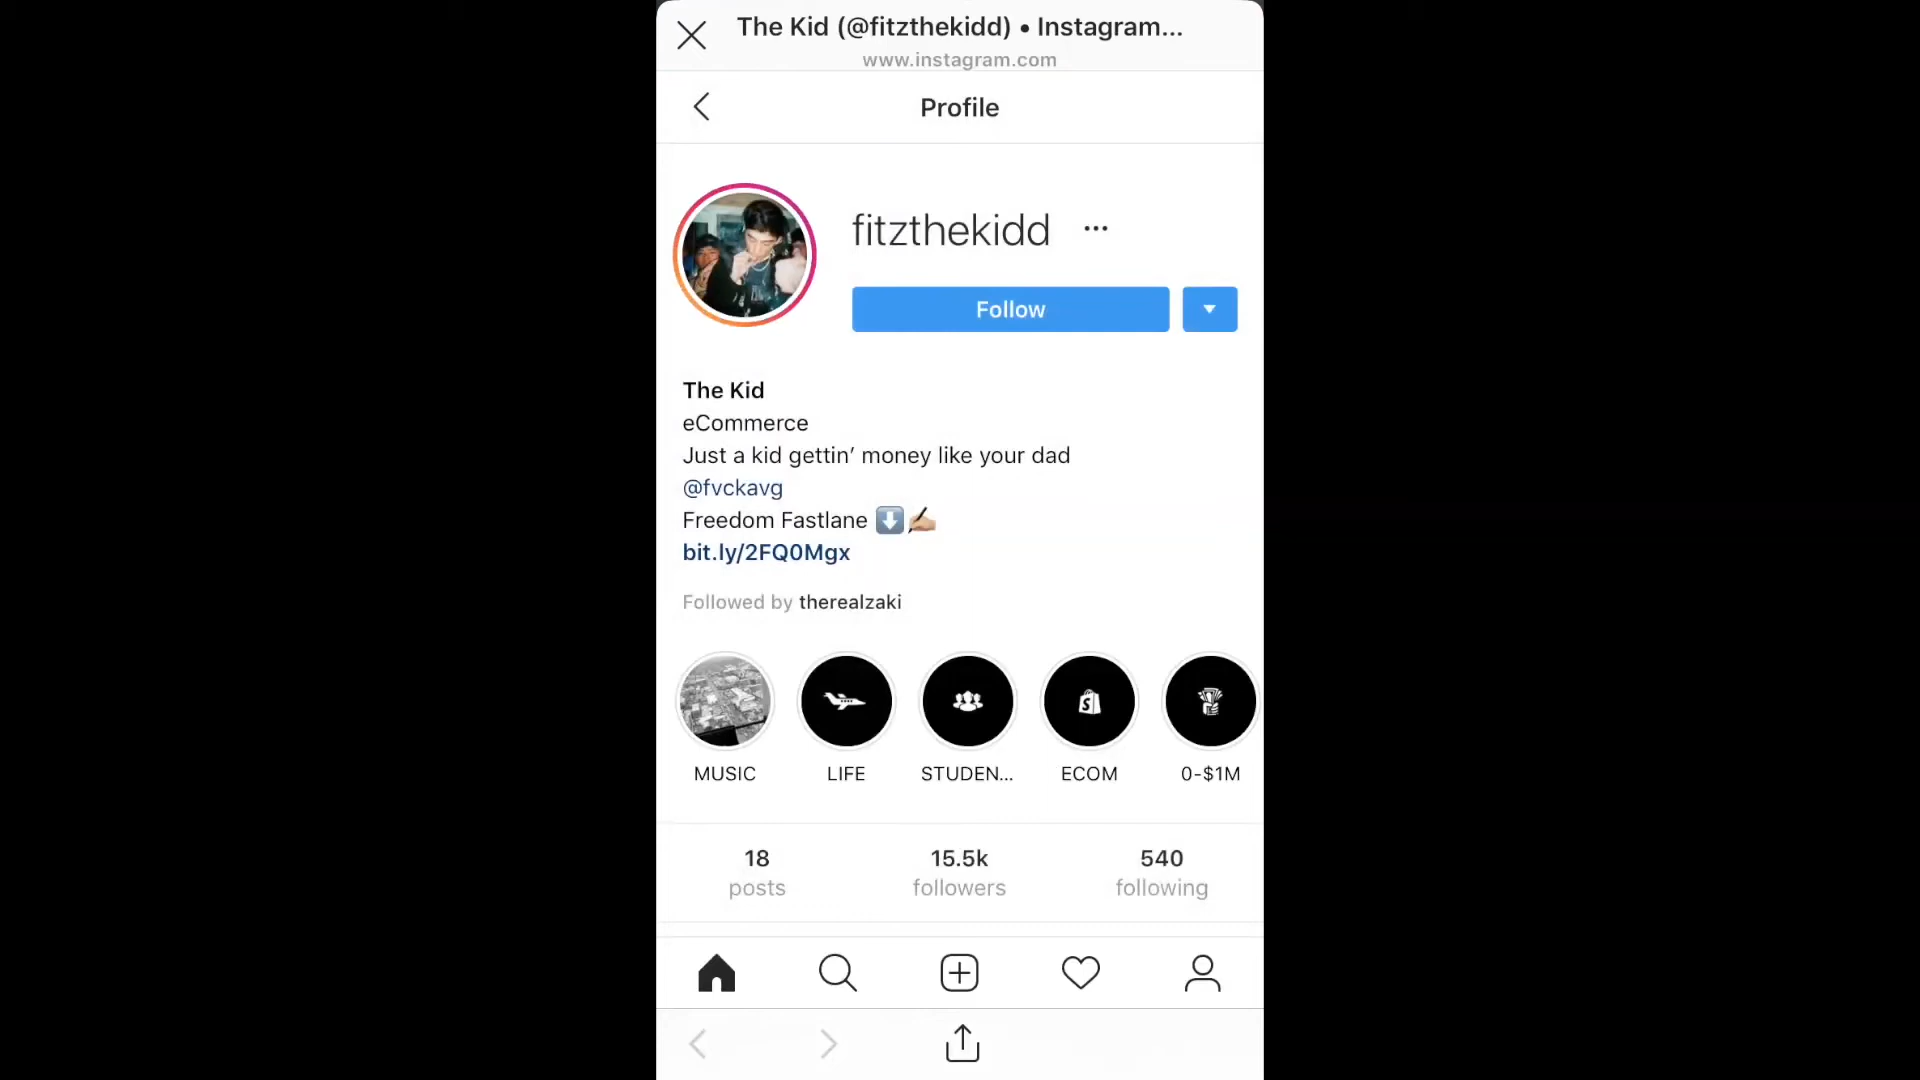 The Kid (@fitzthekidd) • Instagram...
www.instagram.com
Profile
fitzthekidd ...
Follow
The Kid
eCommerce
Just a kid gettin’ money like your dad
@fvckavg
Freedom Fastlane ⬇️✍🏼
bit.ly/2FQ0Mgx
Followed by therealzaki
MUSIC LIFE STUDEN... ECOM 0-$1M
18 15.5k 540
posts followers following